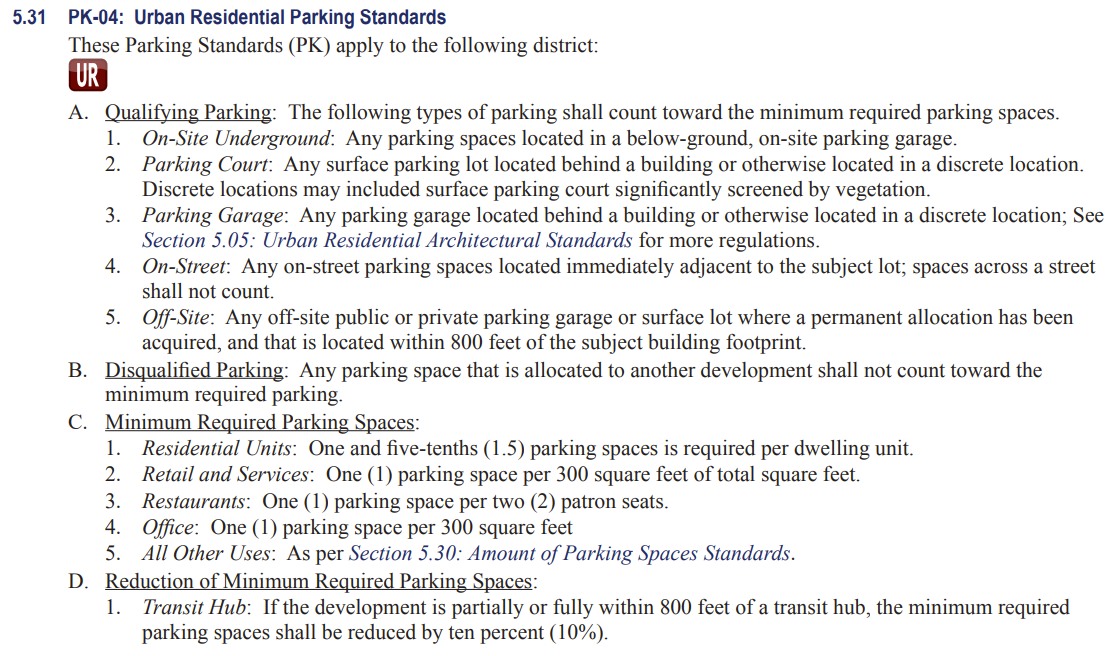 5.31 PK-04: Urban Residential Parking Standards
These Parking Standards (PK) apply to the following district:
UR
A. Qualifying Parking: The following types of parking shall count toward the minimum required parking spaces.
1. On-Site Underground: Any parking spaces located in a below-ground, on-site parking garage.
2. Parking Court: Any surface parking lot located behind a building or otherwise located in a discrete location.
Discrete locations may included surface parking court significantly screened by vegetation.
3. Parking Garage: Any parking garage located behind a building or otherwise located in a discrete location; See
Section 5.05: Urban Residential Architectural Standards for more regulations.
4. On-Street: Any on-street parking spaces located immediately adjacent to the subject lot; spaces across a street
shall not count.
5. Off-Site: Any off-site public or private parking garage or surface lot where a permanent allocation has been
acquired, and that is located within 800 feet of the subject building footprint.
B. Disqualified Parking: Any parking space that is allocated to another development shall not count toward the
minimum required parking.
C. Minimum Required Parking Spaces:
1. Residential Units: One and five-tenths (1.5) parking spaces is required per dwelling unit.
2. Retail and Services: One (1) parking space per 300 square feet of total square feet.
3. Restaurants: One (1) parking space per two (2) patron seats.
4. Office: One (1) parking space per 300 square feet
5. All Other Uses: As per Section 5.30: Amount of Parking Spaces Standards.
D. Reduction of Minimum Required Parking Spaces:
1. Transit Hub: If the development is partially or fully within 800 feet of a transit hub, the minimum required
parking spaces shall be reduced by ten percent (10%).